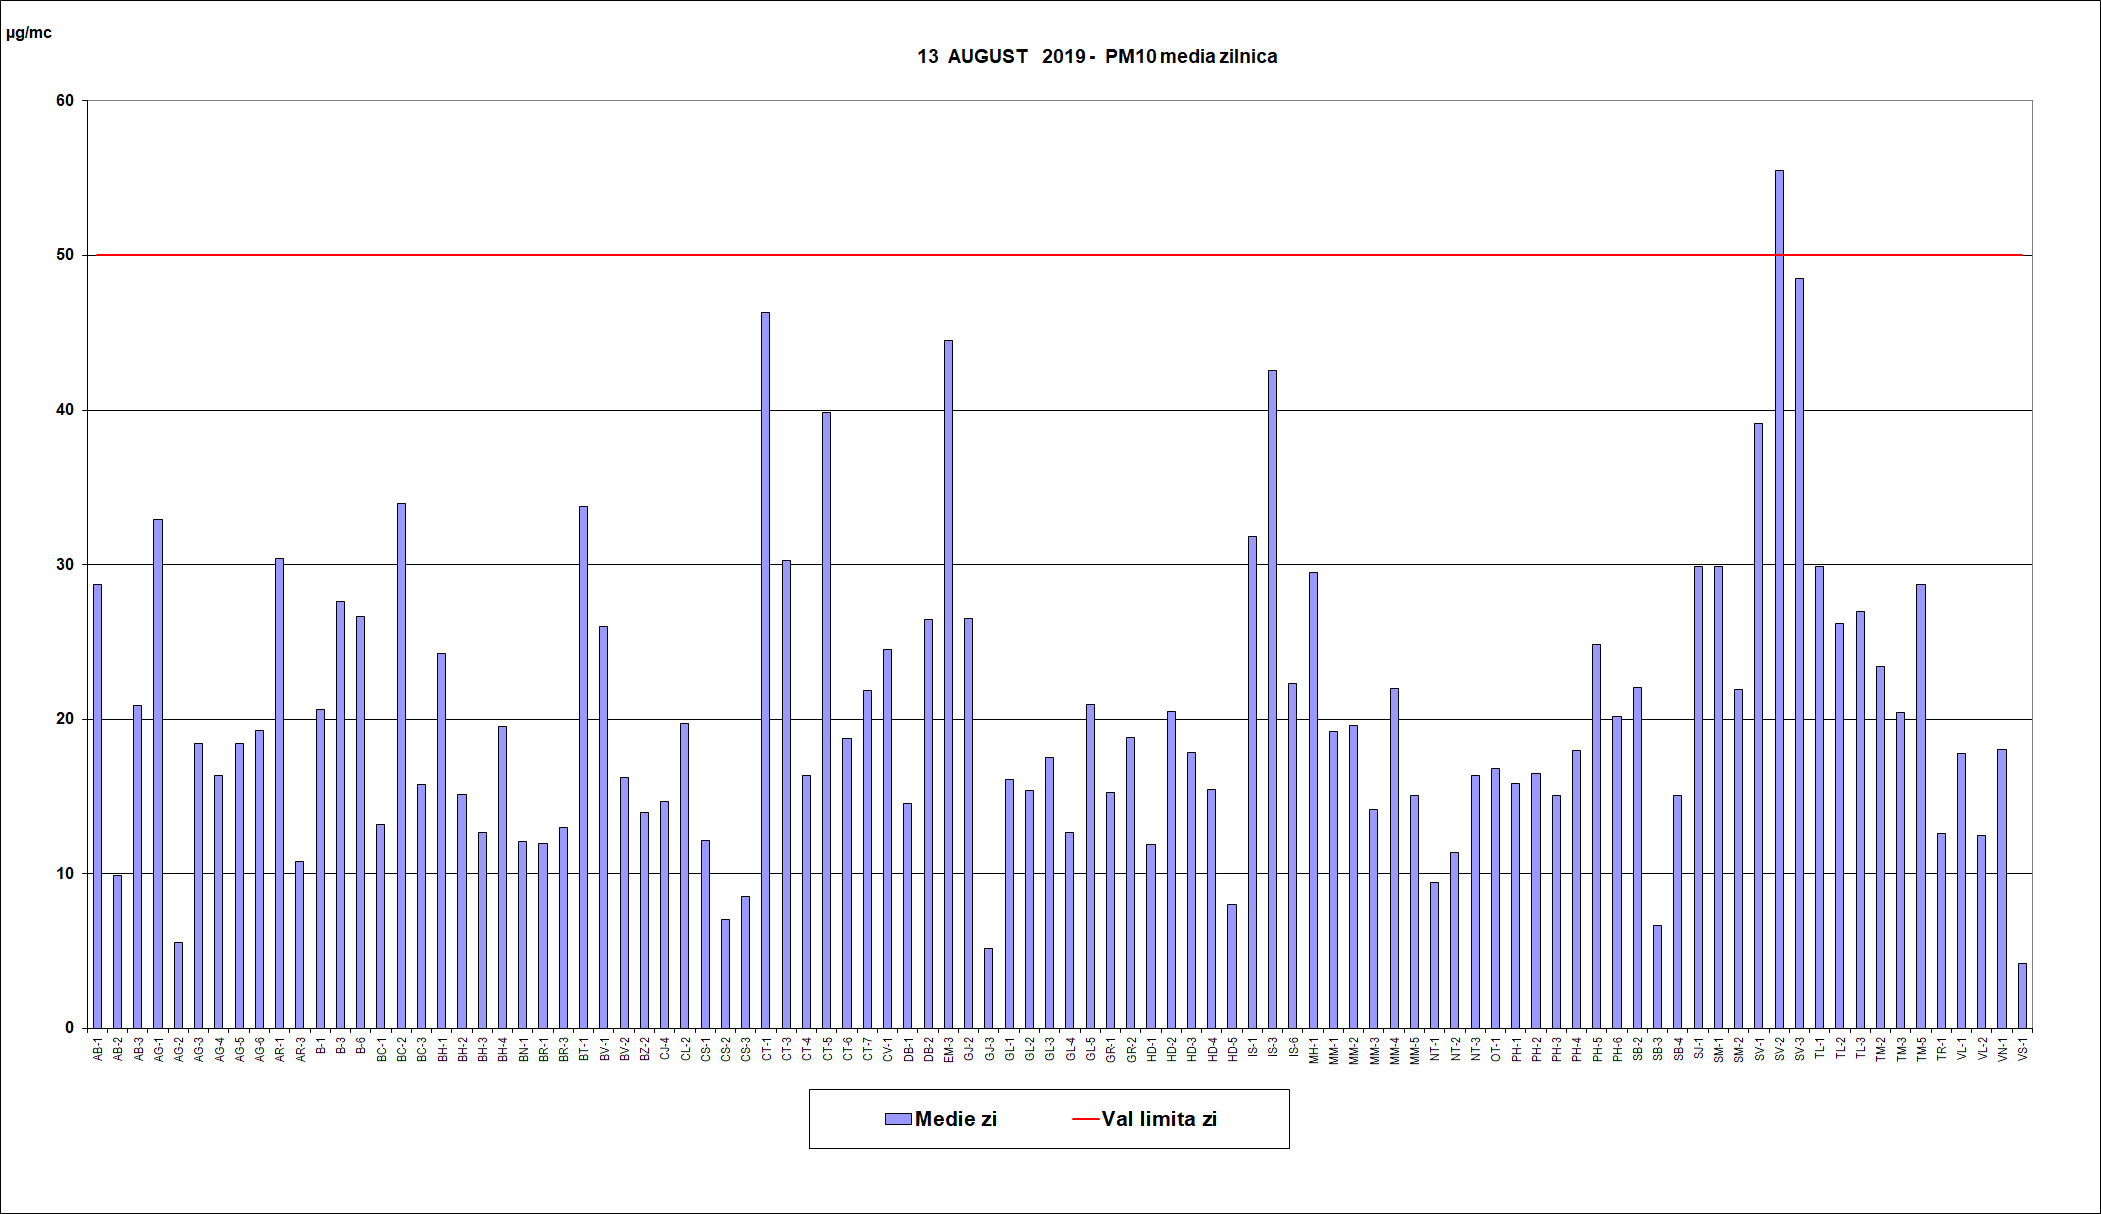 µg/mc
13 AUGUST 2019 - PM10 media zilnica
60
50
40
30
20
10
0
AB-1 AB-2 AB-3 AG-1 AG-2 AG-3 AG-4 AG-5 AG-6 AR-1 AR-3 B-1 B-3 B-6 BC-1 BC-2 BC-3 BH-1 BH-2 BH-3 BH-4 BN-1 BR-1 BR-3 BT-1 BV-1 BV-2 BZ-2 CJ-4 CL-2 CS-1 CS-2 CS-3 CT-1 CT-3 CT-4 CT-5 CT-6 CT-7 CV-1 DB-1 DB-2 EM-3 GJ-2 GJ-3 GL-1 GL-2 GL-3 GL-4 GL-5 GR-1 GR-2 HD-1 HD-2 HD-3 HD-4 HD-5 IS-1 IS-3 IS-6 MH-1 MM-1 MM-2 MM-3 MM-4 MM-5 NT-1 NT-2 NT-3 OT-1 PH-1 PH-2 PH-3 PH-4 PH-5 PH-6 SB-2 SB-3 SB-4 SJ-1 SM-1 SM-2 SV-1 SV-2 SV-3 TL-1 TL-2 TL-3 TM-2 TM-3 TM-5 TR-1 VL-1 VL-2 VN-1 VS-1
Medie zi Val limita zi